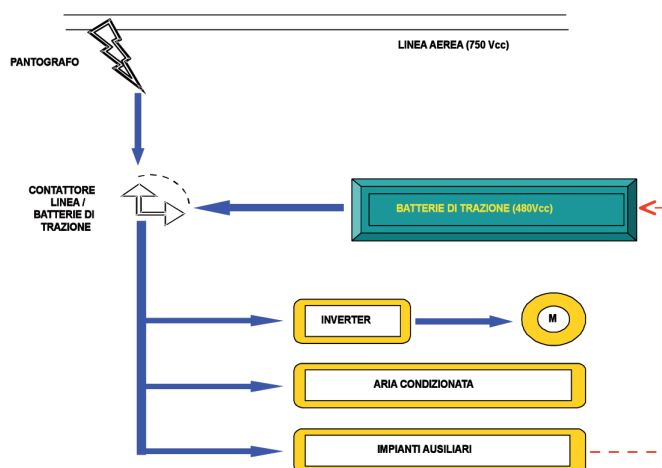 LINEA AEREA (750 Vcc)
PANTOGRAFO
CONTATTORE
LINEA /
BATTERIE DI
TRAZIONE
BATTERIE DI TRAZIONE (480Vcc)
INVERTER
M
ARIA CONDIZIONATA
IMPIANTI AUSILIARI